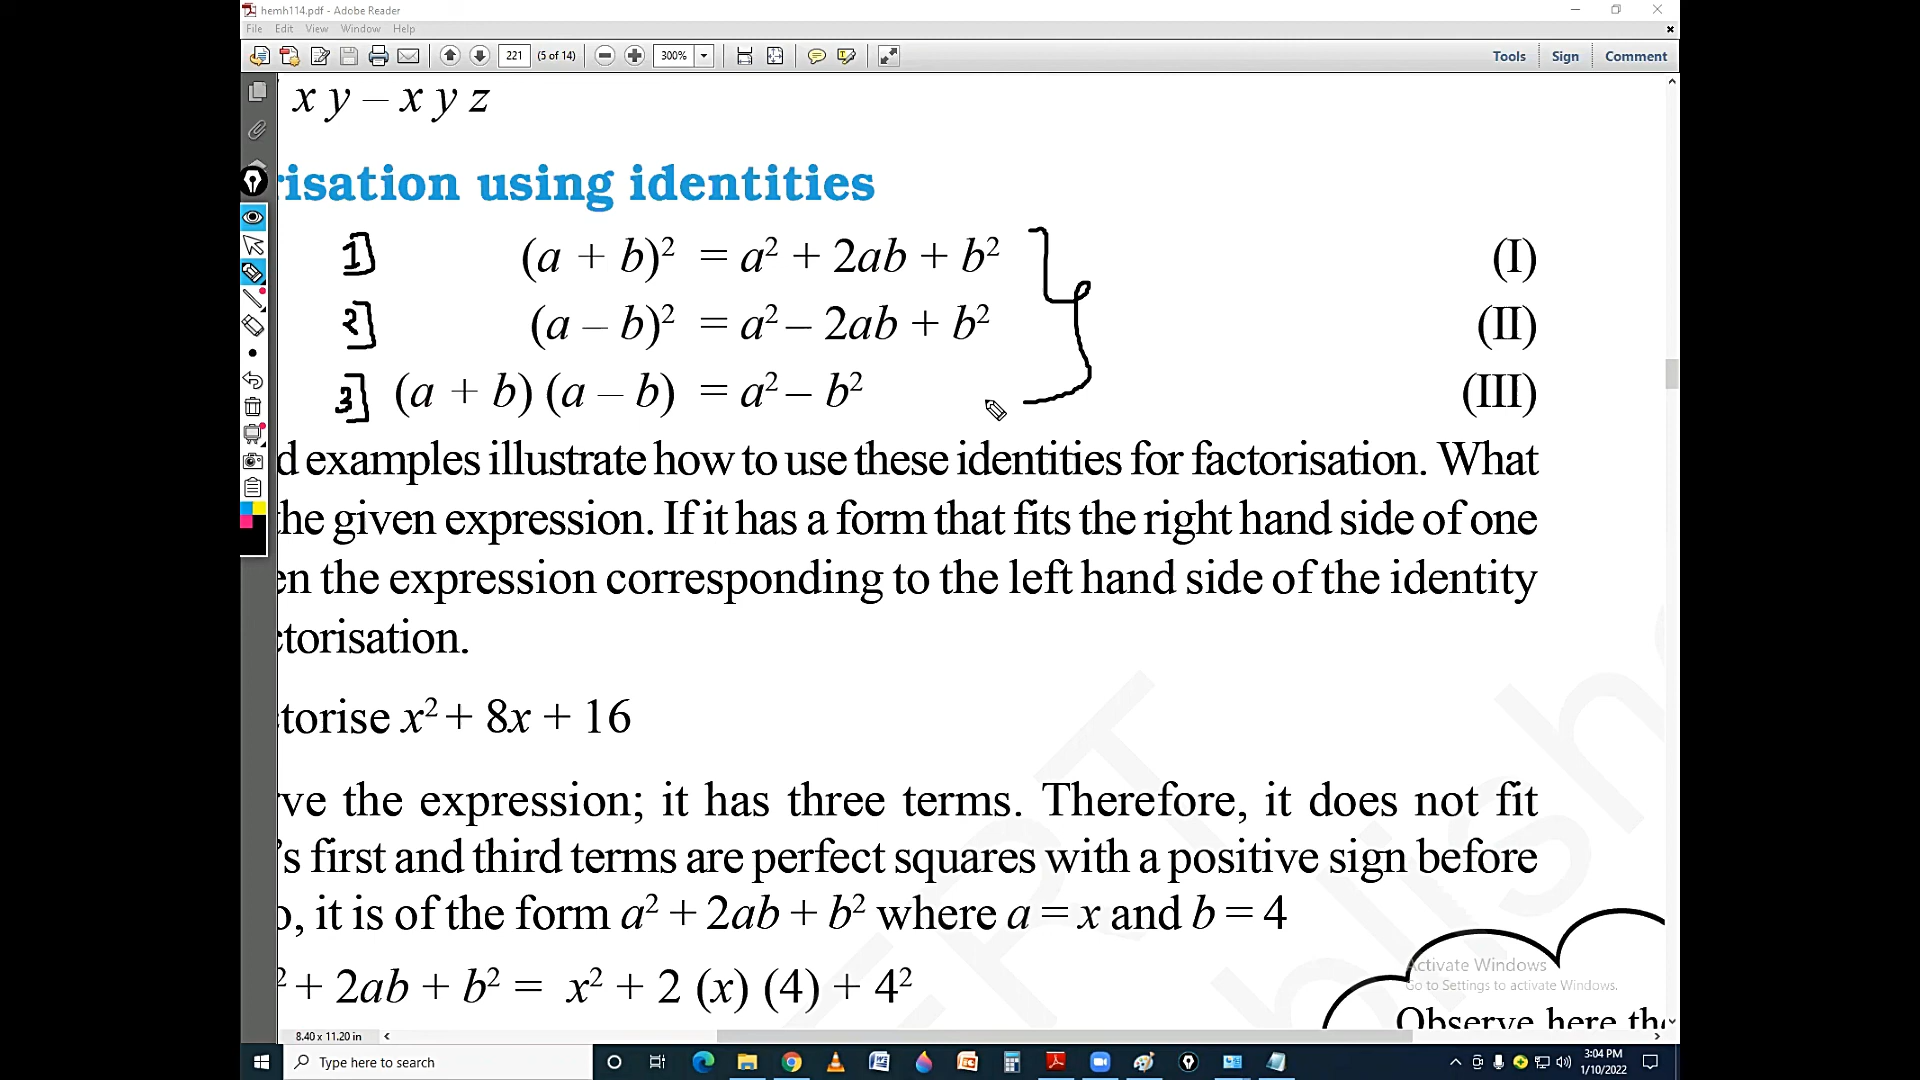 hemh114.pdf - Adobe Reader
File Edit View Window Help
221 (5 of 14) 300% Tools Sign Comment
x y – x y z
risation using identities
1] (a + b)² = a² + 2ab + b² (I)
2] (a – b)² = a² – 2ab + b² (II)
3] (a + b) (a – b) = a² – b² (III)
d examples illustrate how to use these identities for factorisation. What
the given expression. If it has a form that fits the right hand side of one
en the expression corresponding to the left hand side of the identity
ctorisation.
ctorise x² + 8x + 16
rve the expression; it has three terms. Therefore, it does not fit
’s first and third terms are perfect squares with a positive sign before
o, it is of the form a² + 2ab + b² where a = x and b = 4
² + 2ab + b² = x² + 2 (x) (4) + 4²
Activate Windows
Go to Settings to activate Windows.
Observe here th
8.40 x 11.20 in
Type here to search
3:04 PM
1/10/2022